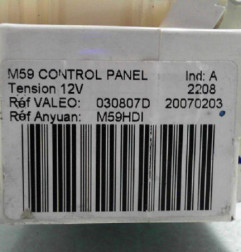 M59 CONTROL PANEL Ind: A
Tension 12V 2208
Réf VALEO: 030807D 20070203
Réf Anyuan: M59HDI